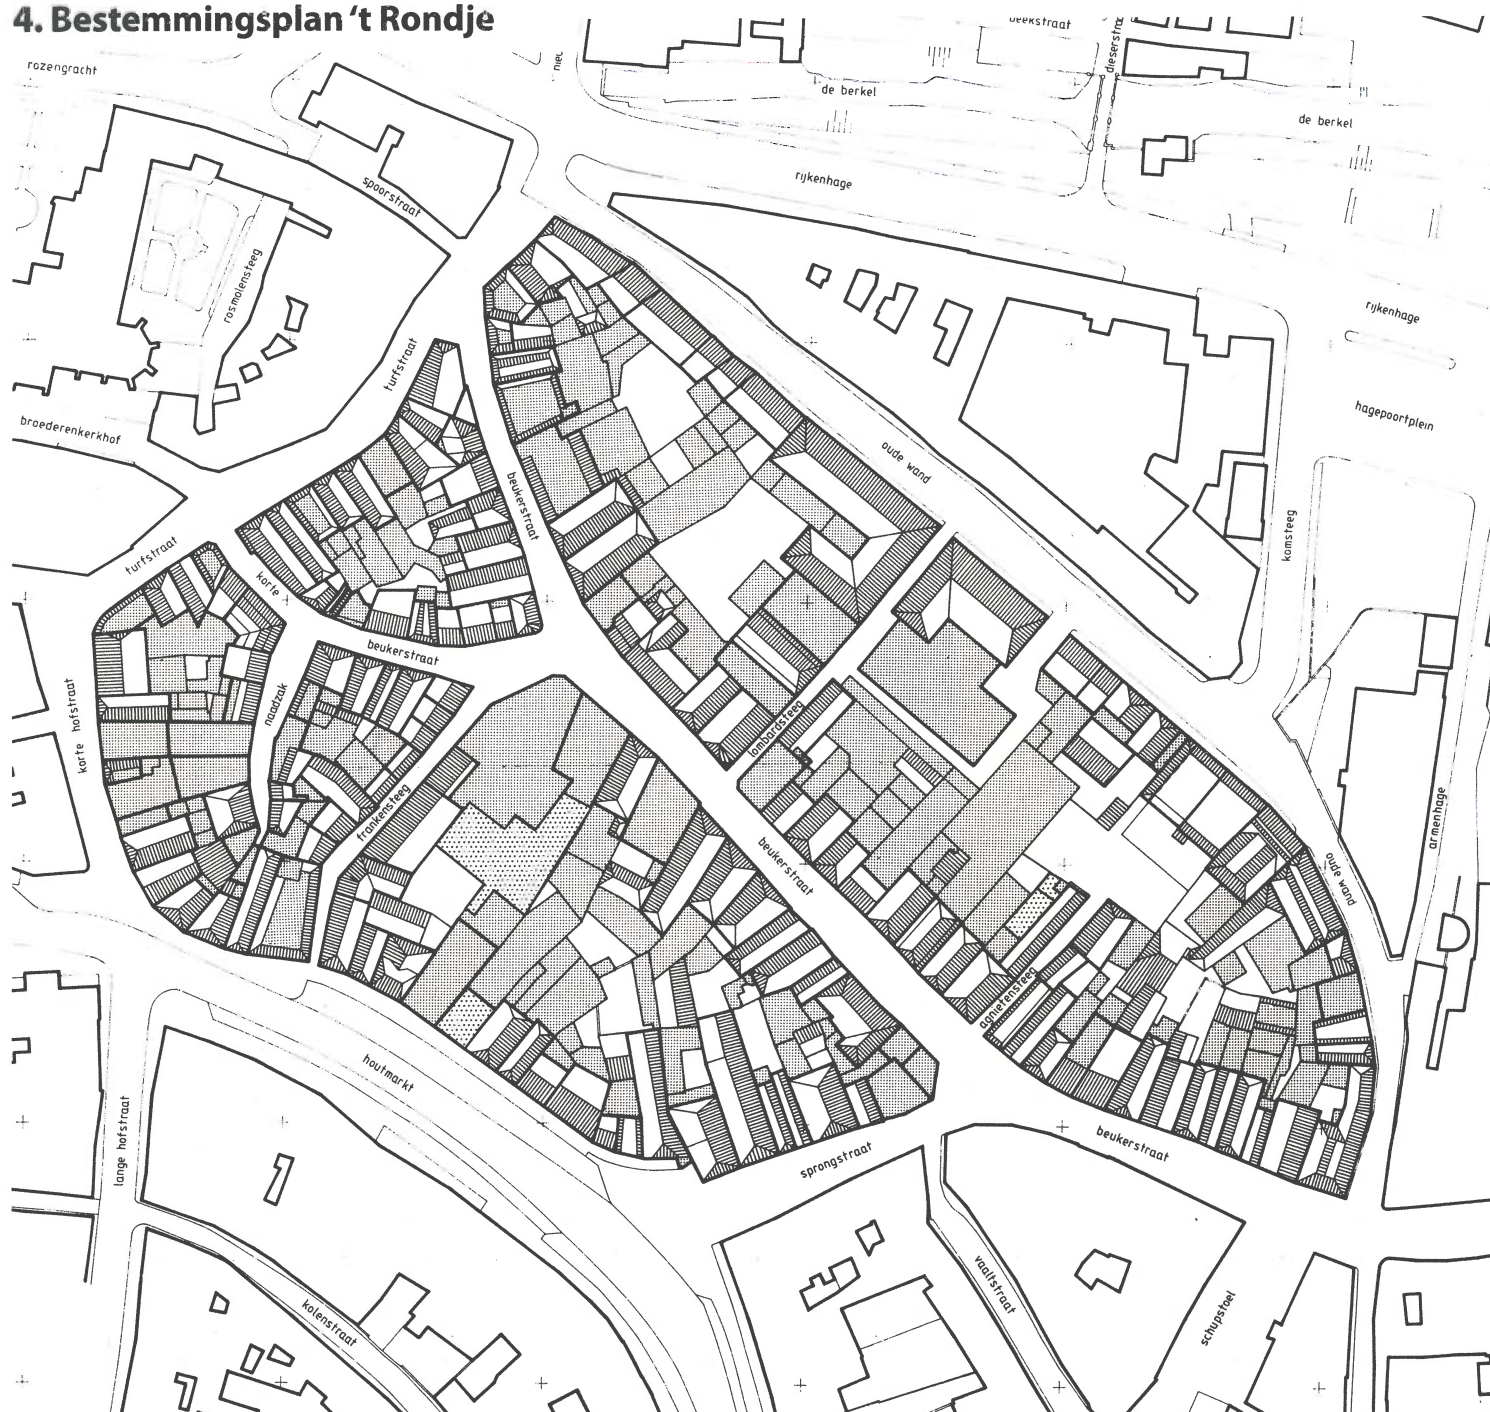 4. Bestemmingsplan ‘t Rondje
beekstraat
rozengracht
de berkel
de berkel
spoorstraat
rijkenhage
rosmolensteeg
rijkenhage
turfstraat
broederenkerkhof
hagepoortplein
oude wand
beukerstraat
komsteeg
turfstraat
korte
beukerstraat
naadzak
korte hofstraat
lombardsteeg
frankensteeg
armenhage
beukerstraat
oude wand
agnietensteeg
houtmarkt
lange hofstraat
beukerstraat
sprongstraat
vaaltstraat
schupstoel
kolenstraat